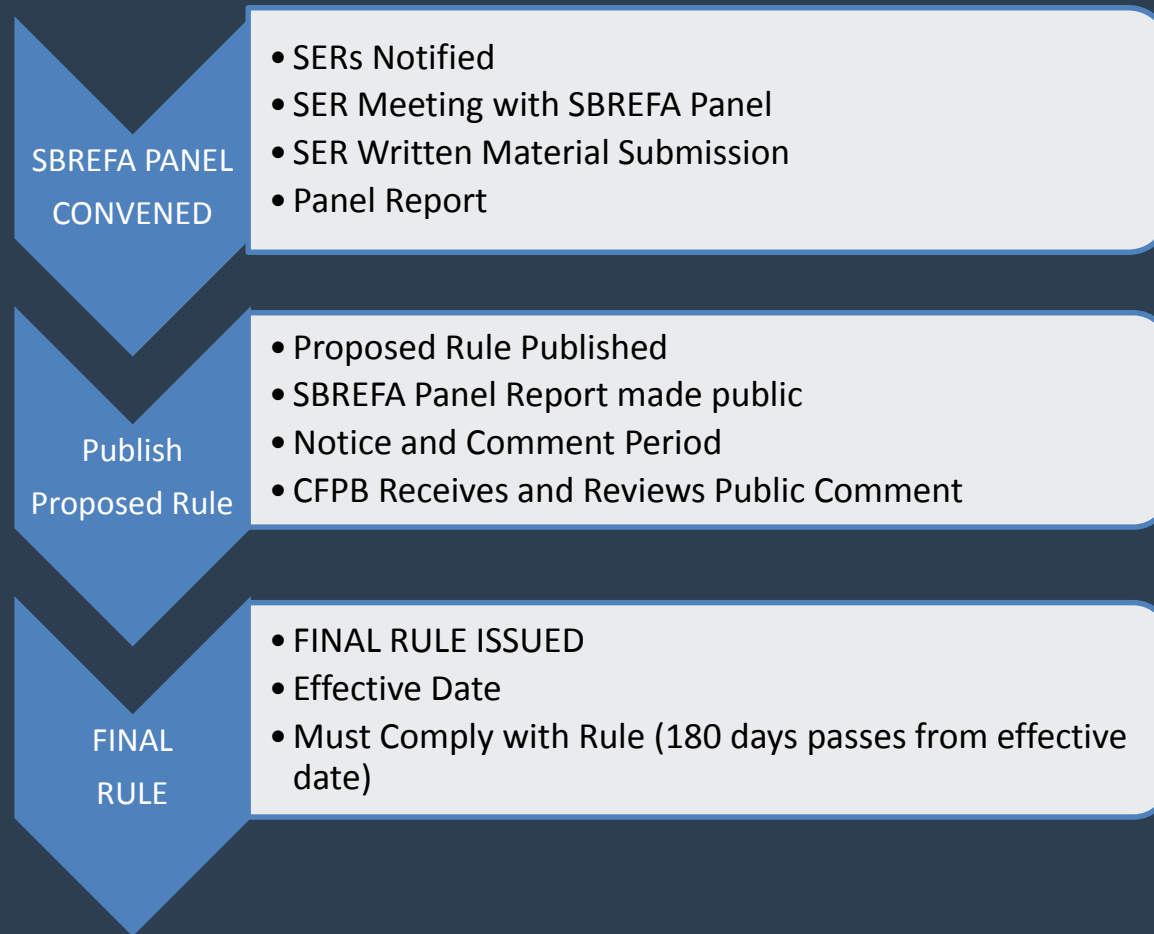 SBREFA PANEL
CONVENED
• SERs Notified
• SER Meeting with SBREFA Panel
• SER Written Material Submission
• Panel Report
Publish
Proposed Rule
• Proposed Rule Published
• SBREFA Panel Report made public
• Notice and Comment Period
• CFPB Receives and Reviews Public Comment
FINAL
RULE
• FINAL RULE ISSUED
• Effective Date
• Must Comply with Rule (180 days passes from effective
date)